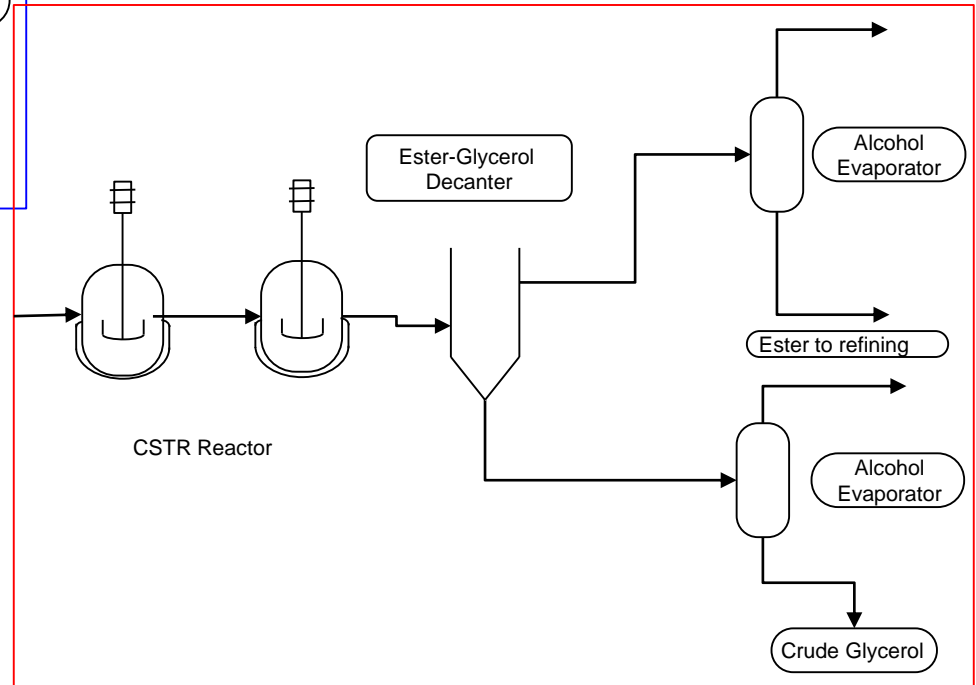 Ester-Glycerol
Decanter
Alcohol
Evaporator
Ester to refining
CSTR Reactor
Alcohol
Evaporator
Crude Glycerol